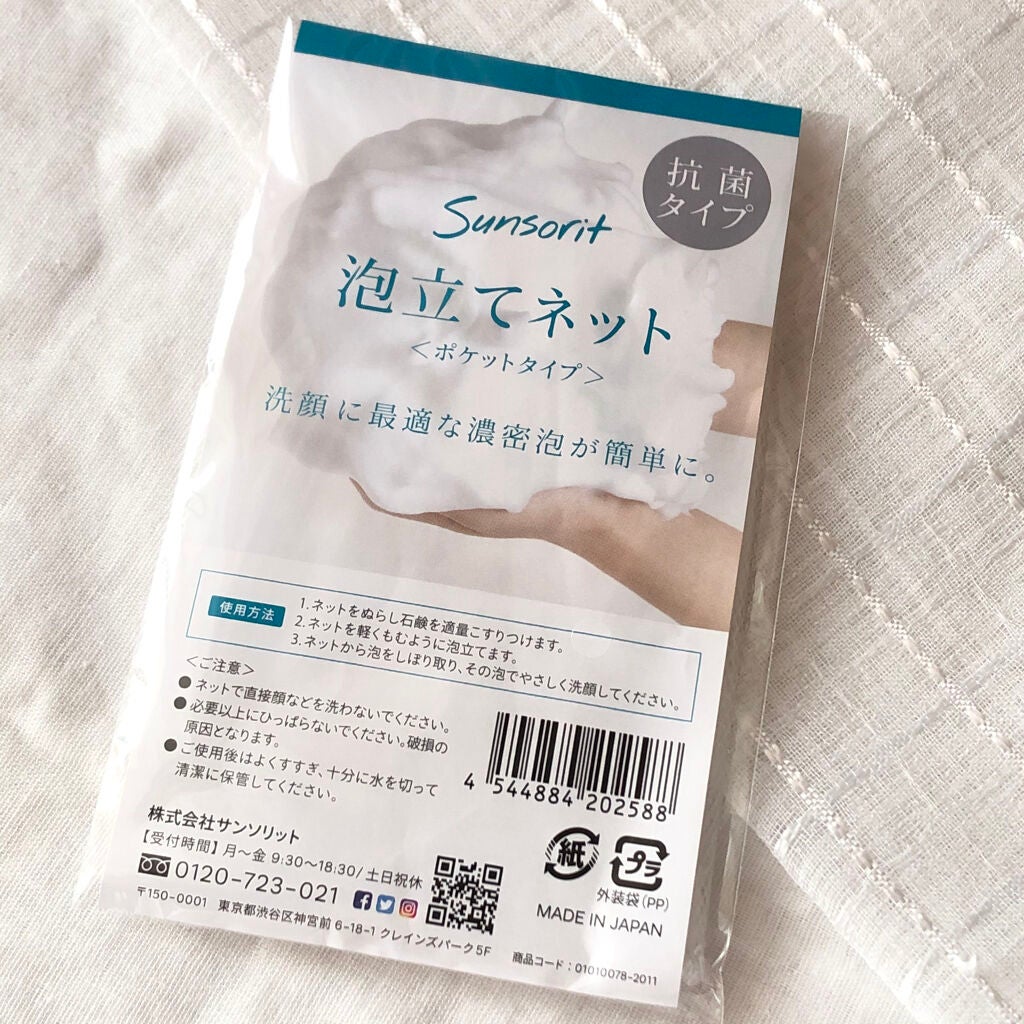 抗菌
タイプ
Sunsorit
泡立てネット
＜ポケットタイプ＞
洗顔に最適な濃密泡が簡単に。
使用方法
1.ネットをぬらし石鹸を適量こすりつけます。
2.ネットを軽くもむように泡立てます。
3.ネットから泡をしぼり取り、その泡でやさしく洗顔してください。
＜ご注意＞
●ネットで直接顔などを洗わないでください。
●必要以上にひっぱらないでください。破損の
原因となります。
●ご使用後はよくすすぎ、十分に水を切って
清潔に保管してください。
4 544884 202588
株式会社サンソリット
【受付時間】月〜金 9:30〜18:30/土日祝休
0120-723-021
〒150-0001 東京都渋谷区神宮前 6-18-1 クレインズパーク5F
紙
プラ
外装袋(PP)
MADE IN JAPAN
商品コード：01010078-2011